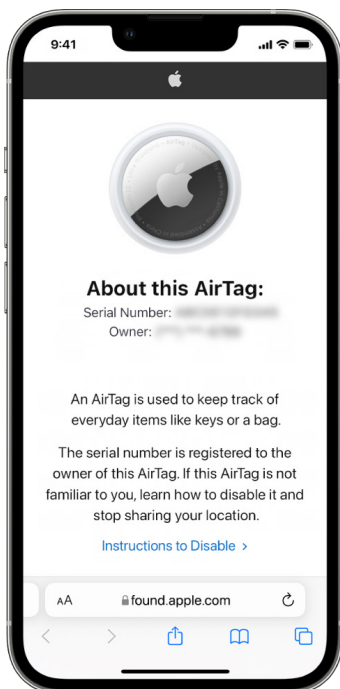 9:41
About this AirTag:
Serial Number:
Owner:
An AirTag is used to keep track of
everyday items like keys or a bag.
The serial number is registered to the
owner of this AirTag. If this AirTag is not
familiar to you, learn how to disable it and
stop sharing your location.
Instructions to Disable >
AA found.apple.com